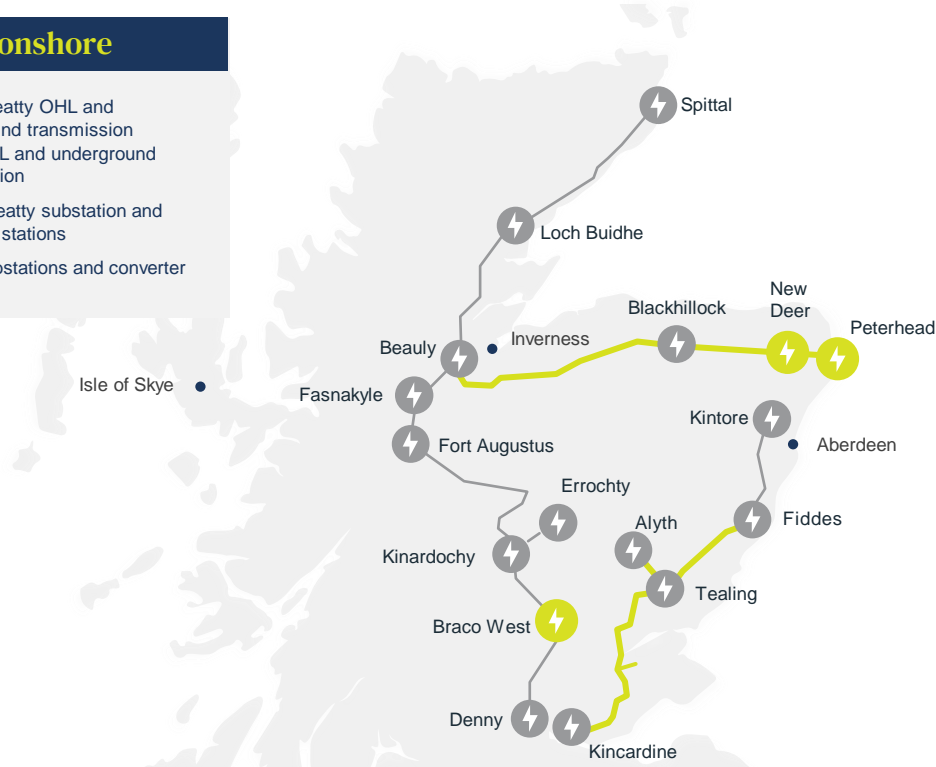 onshore
eatty OHL and
nd transmission
L and underground
ion
eatty substation and
stations
ostations and converter
Spittal
Loch Buidhe
New
Deer
Blackhillock
Peterhead
Inverness
Beauly
Isle of Skye
Fasnakyle
Kintore
Fort Augustus
Aberdeen
Errochty
Alyth
Fiddes
Kinardochy
Tealing
Braco West
Denny
Kincardine